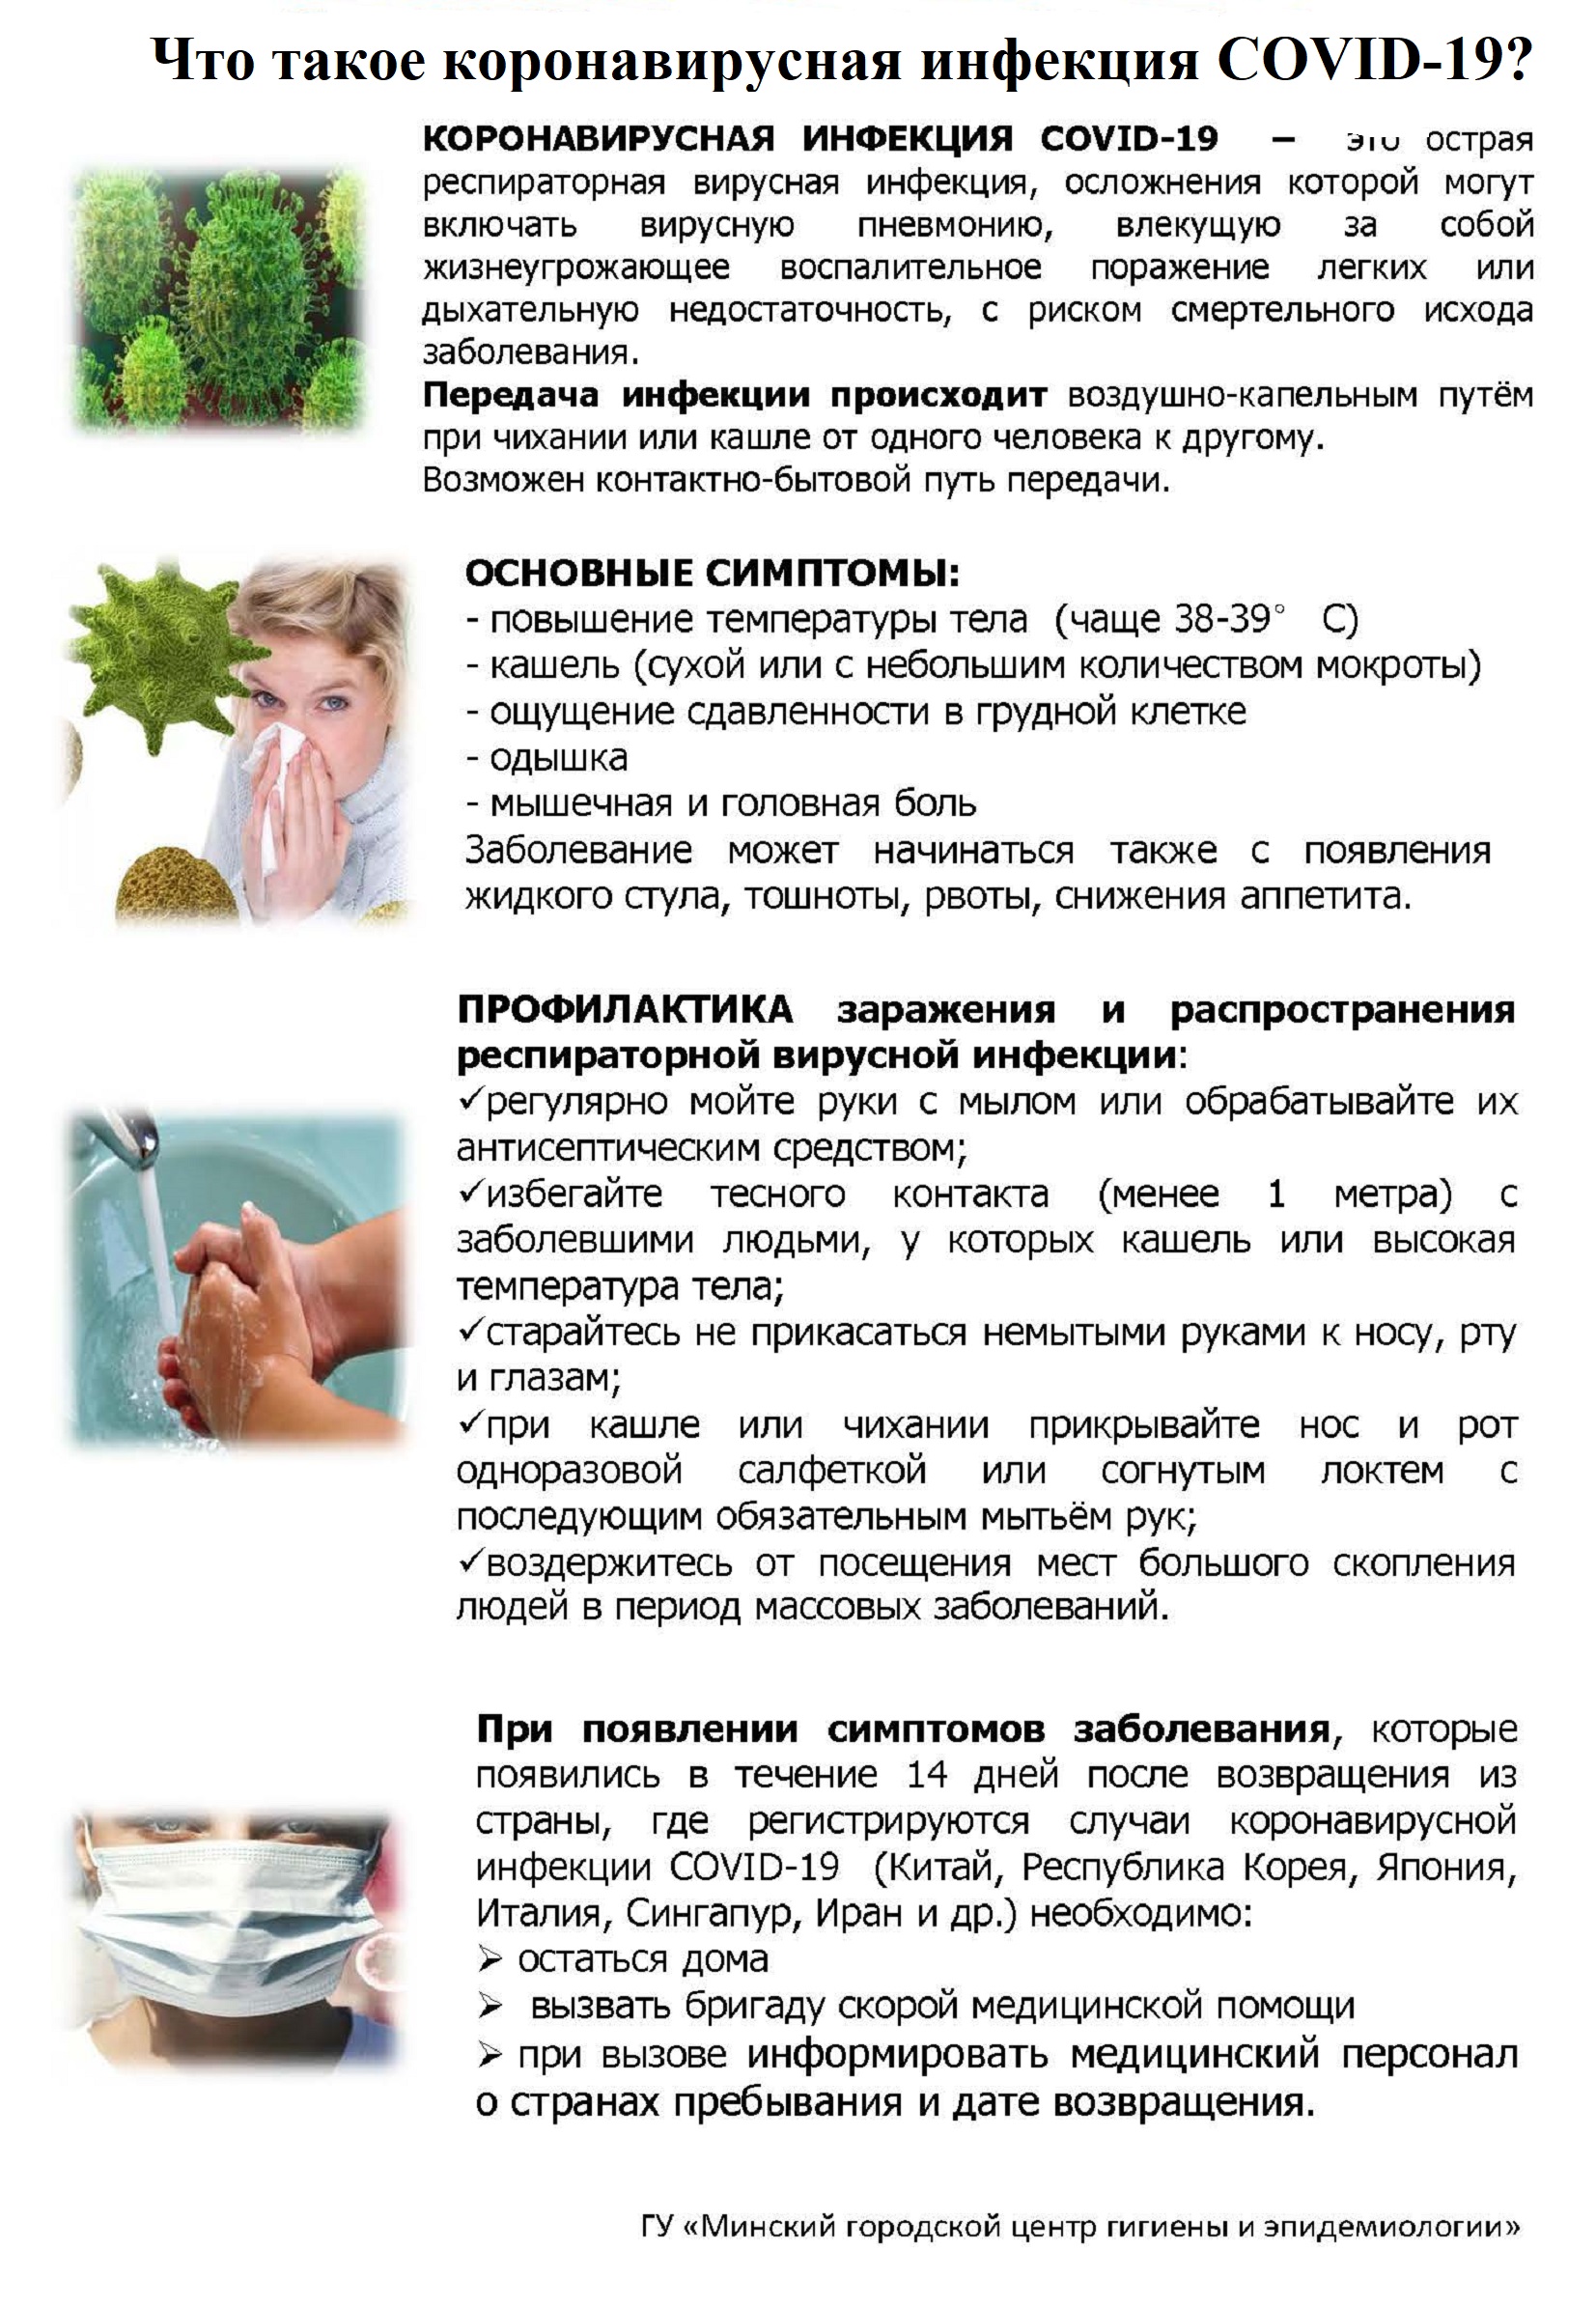 Что такое коронавирусная инфекция COVID-19?
КОРОНАВИРУСНАЯ ИНФЕКЦИЯ COVID-19 – это острая
респираторная вирусная инфекция, осложнения которой могут
включать вирусную пневмонию, влекущую за собой
жизнеугрожающее воспалительное поражение легких или
дыхательную недостаточность, с риском смертельного исхода
заболевания.
Передача инфекции происходит воздушно-капельным путём
при чихании или кашле от одного человека к другому.
Возможен контактно-бытовой путь передачи.
ОСНОВНЫЕ СИМПТОМЫ:
- повышение температуры тела (чаще 38-39° С)
- кашель (сухой или с небольшим количеством мокроты)
- ощущение сдавленности в грудной клетке
- одышка
- мышечная и головная боль
Заболевание может начинаться также с появления
жидкого стула, тошноты, рвоты, снижения аппетита.
ПРОФИЛАКТИКА заражения и распространения
респираторной вирусной инфекции:
✓регулярно мойте руки с мылом или обрабатывайте их
антисептическим средством;
✓избегайте тесного контакта (менее 1 метра) с
заболевшими людьми, у которых кашель или высокая
температура тела;
✓старайтесь не прикасаться немытыми руками к носу, рту
и глазам;
✓при кашле или чихании прикрывайте нос и рот
одноразовой салфеткой или согнутым локтем с
последующим обязательным мытьём рук;
✓воздержитесь от посещения мест большого скопления
людей в период массовых заболеваний.
При появлении симптомов заболевания, которые
появились в течение 14 дней после возвращения из
страны, где регистрируются случаи коронавирусной
инфекции COVID-19 (Китай, Республика Корея, Япония,
Италия, Сингапур, Иран и др.) необходимо:
➢ остаться дома
➢ вызвать бригаду скорой медицинской помощи
➢ при вызове информировать медицинский персонал
о странах пребывания и дате возвращения.
ГУ «Минский городской центр гигиены и эпидемиологии»